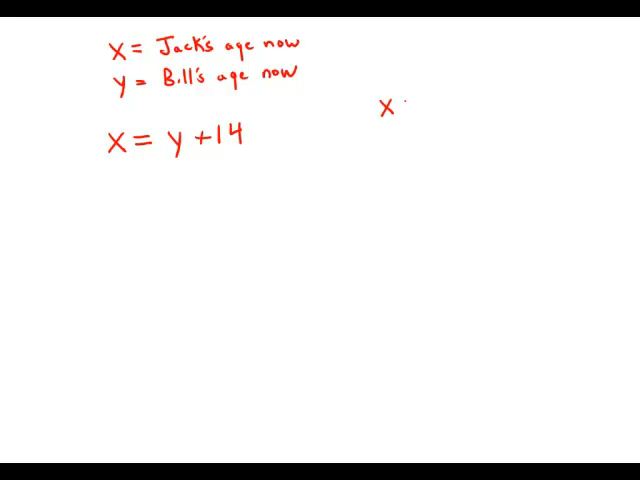 x = Jack's age now
y = Bill's age now
x
x = y + 14